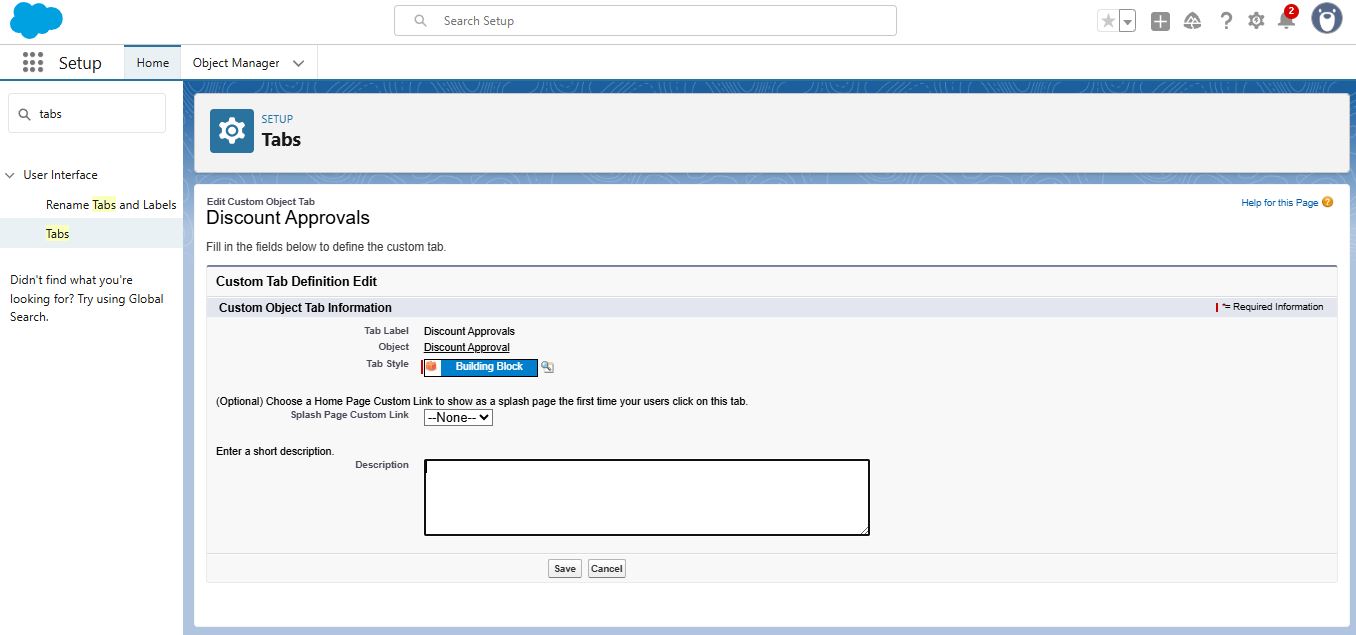 Search Setup
2
Setup
Home
Object Manager
tabs
User Interface
Rename Tabs and Labels
Tabs
Didn't find what you're
looking for? Try using Global
Search.
SETUP
Tabs
Edit Custom Object Tab
Discount Approvals
Help for this Page ?
Fill in the fields below to define the custom tab.
Custom Tab Definition Edit
Custom Object Tab Information
*= Required Information
Tab Label Discount Approvals
Object Discount Approval
Tab Style Building Block
(Optional) Choose a Home Page Custom Link to show as a splash page the first time your users click on this tab.
Splash Page Custom Link --None--
Enter a short description.
Description
Save Cancel